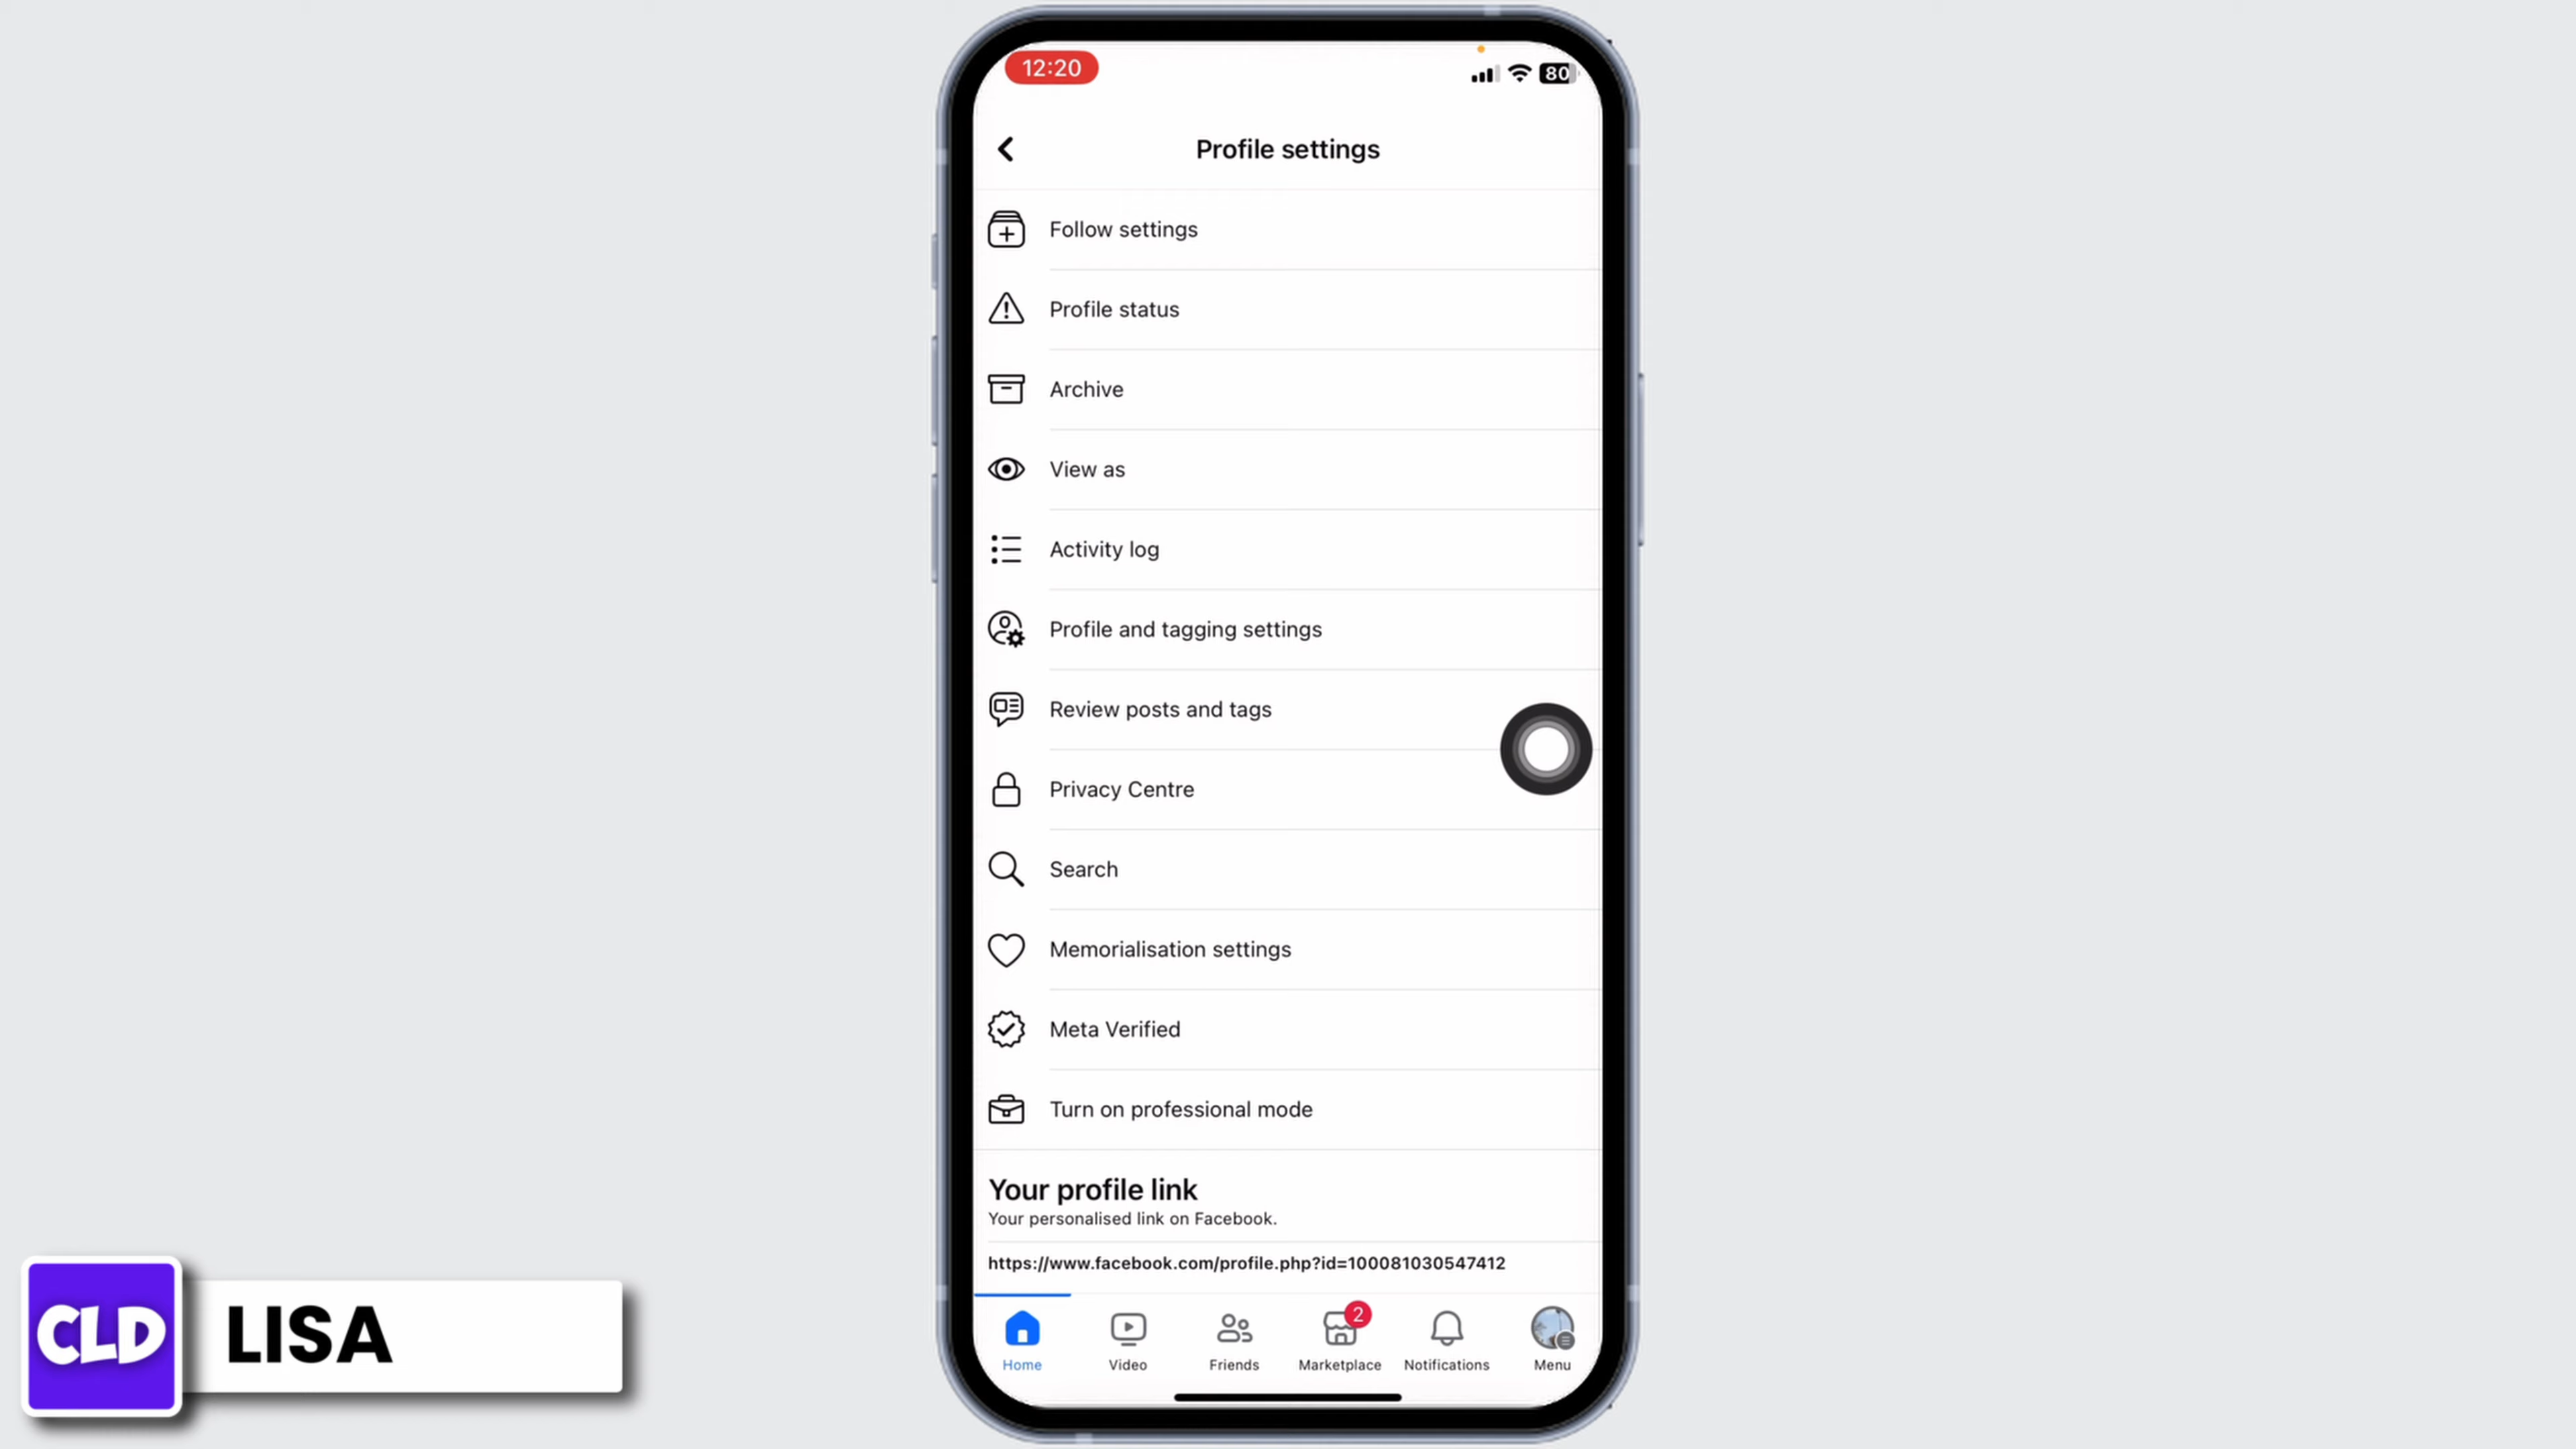 12:20
80
Profile settings
Follow settings
Profile status
Archive
View as
Activity log
Profile and tagging settings
Review posts and tags
Privacy Centre
Search
Memorialisation settings
Meta Verified
Turn on professional mode
Your profile link
Your personalised link on Facebook.
https://www.facebook.com/profile.php?id=100081030547412
2
Home Video Friends Marketplace Notifications Menu
CLD LISA